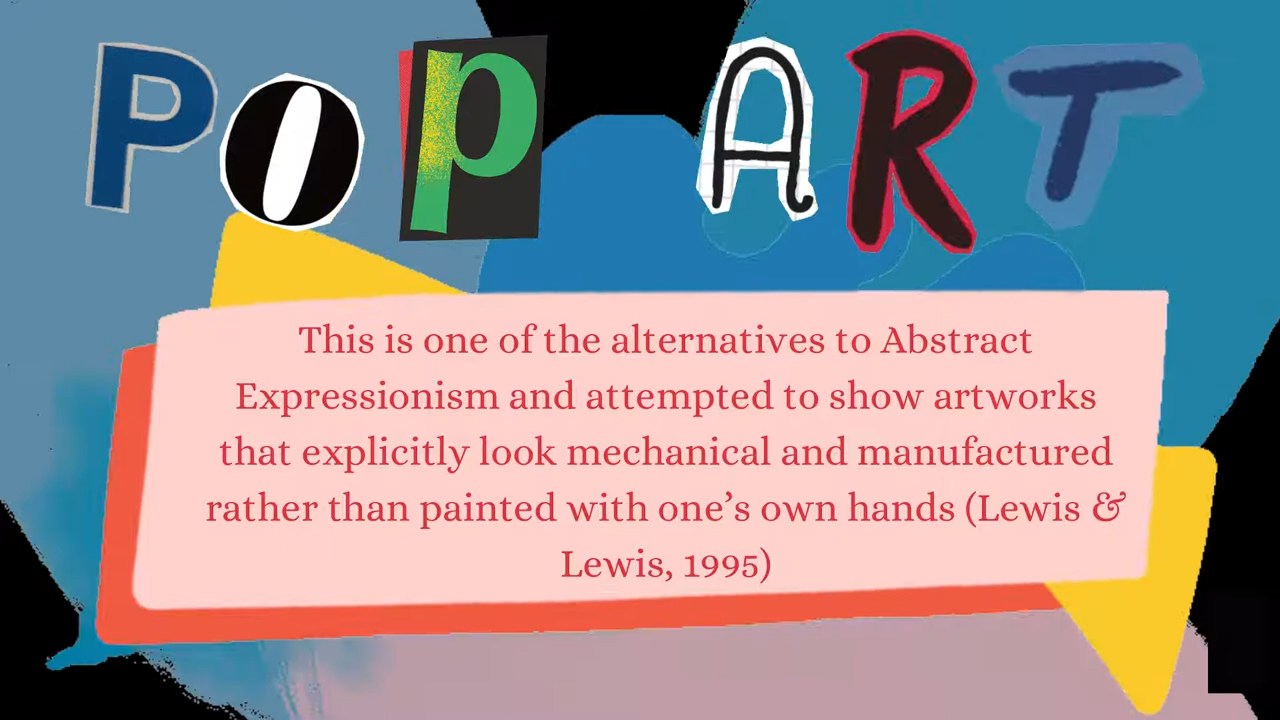 POp ART
This is one of the alternatives to Abstract
Expressionism and attempted to show artworks
that explicitly look mechanical and manufactured
rather than painted with one’s own hands (Lewis &
Lewis, 1995)